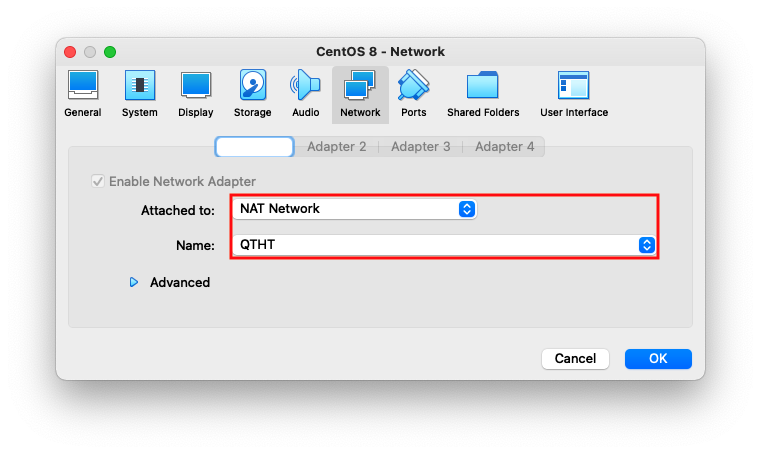 CentOS 8 - Network
General System Display Storage Audio Network Ports Shared Folders User Interface
Adapter 2 Adapter 3 Adapter 4
Enable Network Adapter
Attached to: NAT Network
Name: QTHT
Advanced
Cancel OK